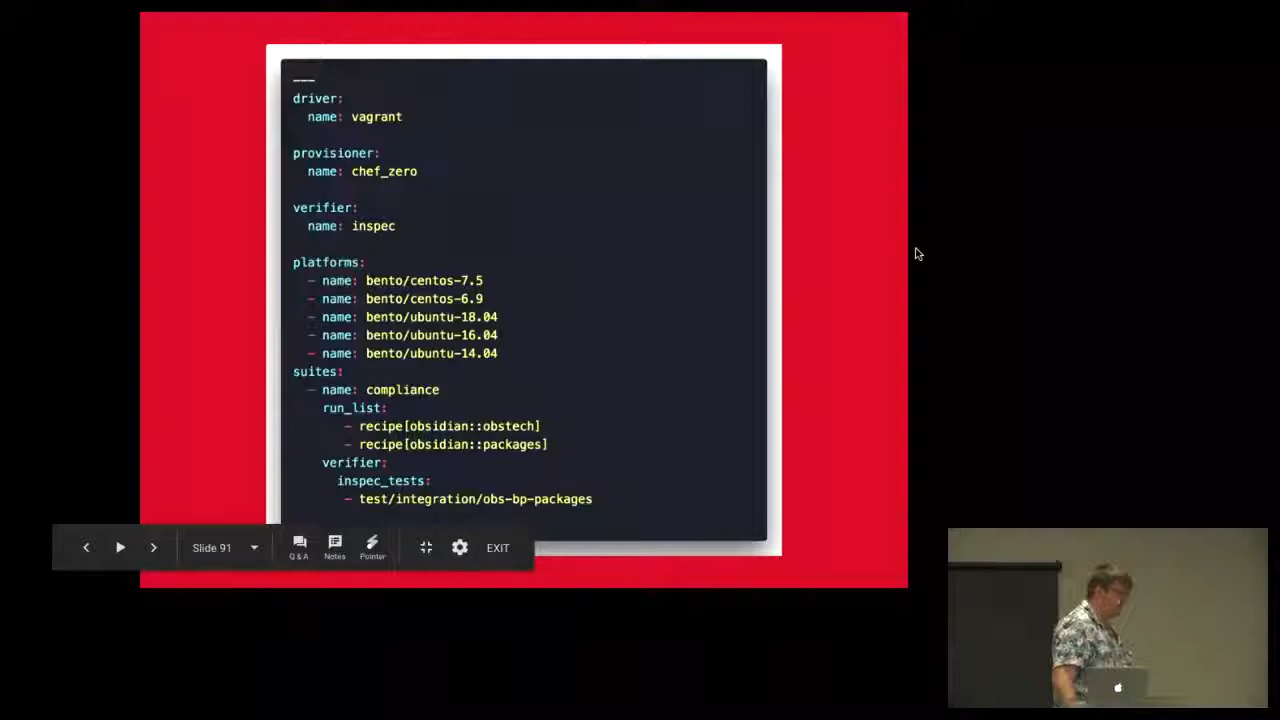 ---
driver:
name: vagrant
provisioner:
name: chef_zero
verifier:
name: inspec
platforms:
- name: bento/centos-7.5
- name: bento/centos-6.9
- name: bento/ubuntu-18.04
- name: bento/ubuntu-16.04
- name: bento/ubuntu-14.04
suites:
- name: compliance
run_list:
- recipe[obsidian::obstech]
- recipe[obsidian::packages]
verifier:
inspec_tests:
- test/integration/obs-bp-packages
Slide 91
Q & A
Notes
Pointer
EXIT